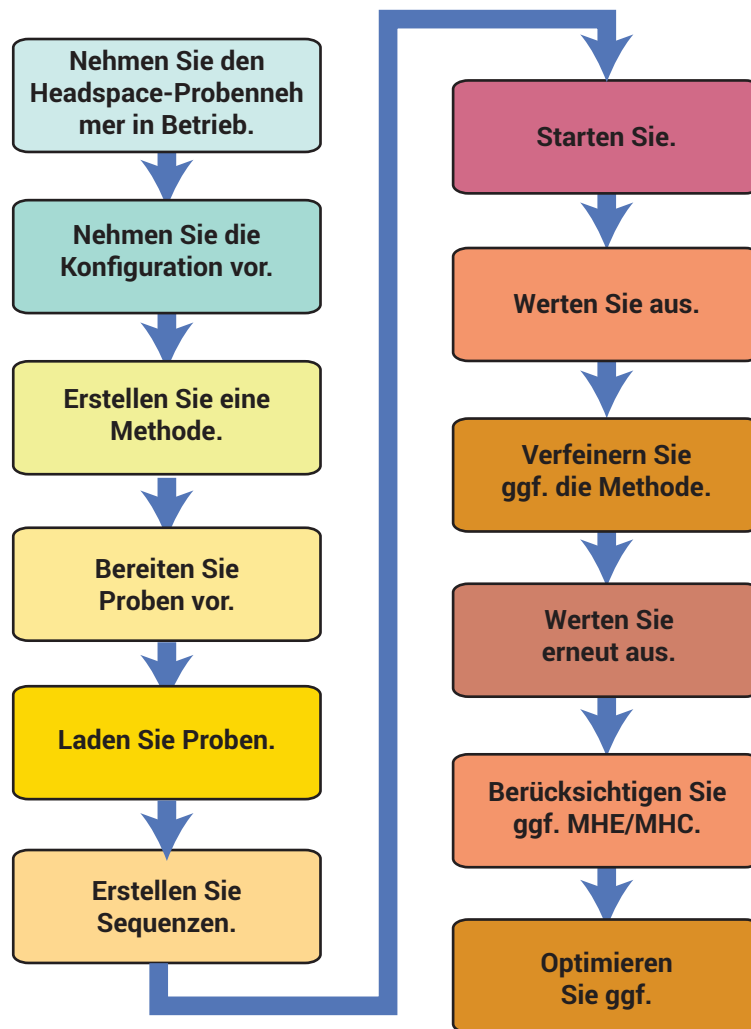 Nehmen Sie den
Headspace-Probenneh
mer in Betrieb.
Nehmen Sie die
Konfiguration vor.
Erstellen Sie eine
Methode.
Bereiten Sie
Proben vor.
Laden Sie Proben.
Erstellen Sie
Sequenzen.
Starten Sie.
Werten Sie aus.
Verfeinern Sie
ggf. die Methode.
Werten Sie
erneut aus.
Berücksichtigen Sie
ggf. MHE/MHC.
Optimieren
Sie ggf.